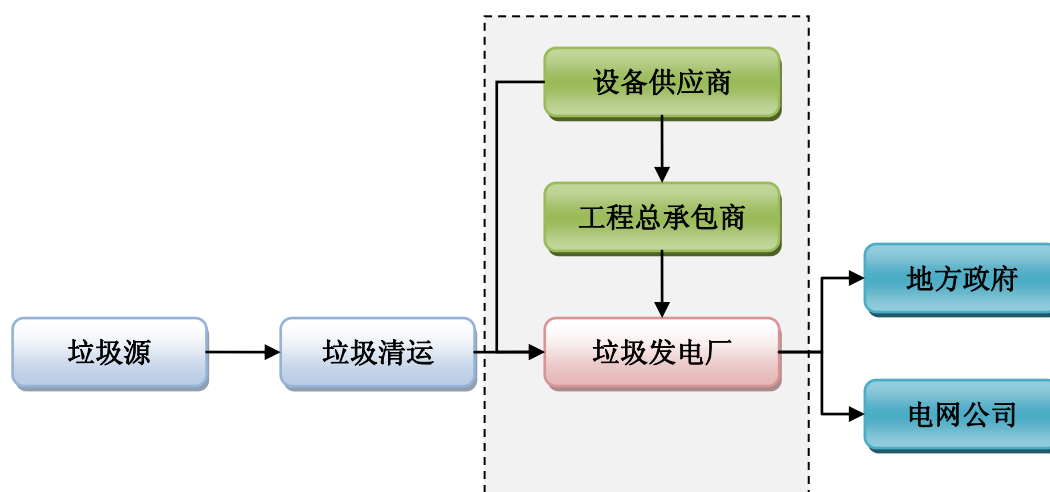 设备供应商
工程总承包商
地方政府
垃圾源
垃圾清运
垃圾发电厂
电网公司